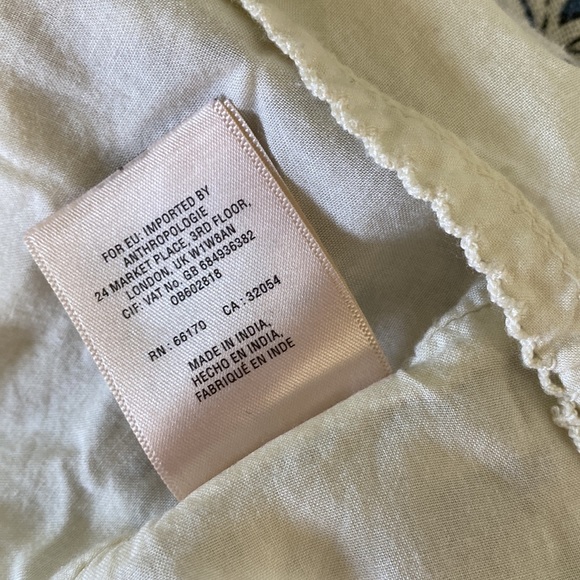 FOR EU: IMPORTED BY
ANTHROPOLOGIE
24 MARKET PLACE, 3RD FLOOR,
LONDON, UK W1W8AN
CIF: VAT No. GB 684936382
OB602818
RN : 66170 CA : 32054
MADE IN INDIA,
HECHO EN INDIA,
FABRIQUÉ EN INDE